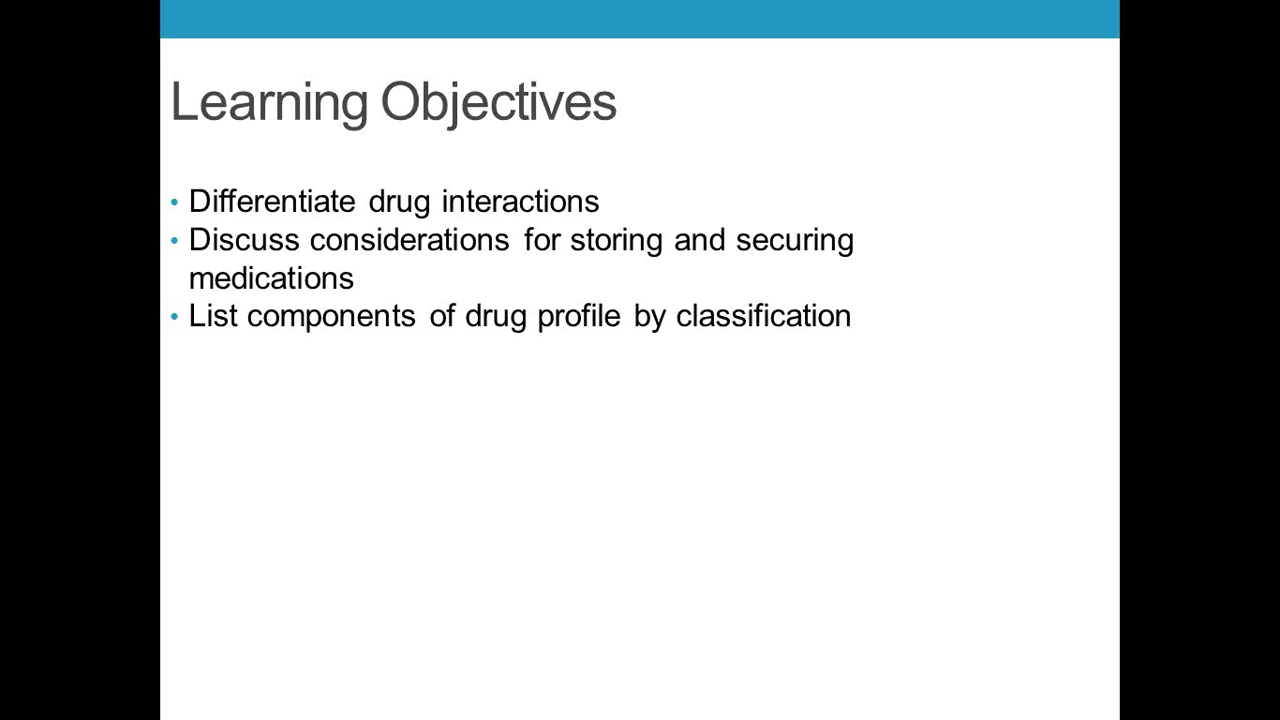 Learning Objectives
• Differentiate drug interactions
• Discuss considerations for storing and securing
medications
• List components of drug profile by classification